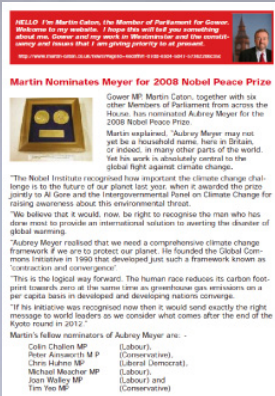 HELLO I'm Martin Caton, the Member of Parliament for Gower.
Welcome to my website. I hope this will tell you something
about me, Gower and my work in Westminster and the constit-
uency and issues that I am giving priority to at present.
Martin Nominates Meyer for 2008 Nobel Peace Prize
Gower MP, Martin Caton, together with six
other Members of Parliament from across the
House, has nominated Aubrey Meyer for the
2008 Nobel Peace Prize.
Martin explained, "Aubrey Meyer may not
yet be a household name, here in Britain,
or indeed, in many other parts of the world.
Yet his work is absolutely central to the
global fight against climate change.
"The Nobel Institute recognised how important the climate change chal-
lenge is to the future of our planet last year, when it awarded the prize
jointly to Al Gore and the Intergovernmental Panel on Climate Change for
raising awareness about this environmental threat.
"We believe that it would, now, be right to recognise the man who has
done most to provide an international solution to averting the disaster of
global warming.
"Aubrey Meyer realised that we need a comprehensive climate change
framework if we are to protect our planet. He founded the Global Com-
mons Initiative in 1990 that developed just such a framework known as
'contraction and convergence'.
"This is the logical way forward. The human race reduces its carbon foot-
print towards zero at the same time as greenhouse gas emissions on a
per capita basis in developed and developing nations converge.
"If his initiative was recognised now then it would send exactly the right
message to world leaders as we consider what comes after the end of the
Kyoto round in 2012."
Martin's fellow nominators of Aubrey Meyer are: -
Colin Challen MP (Labour),
Peter Ainsworth M P (Conservative),
Chris Huhne MP (Liberal Democrat),
Michael Meacher MP (Labour),
Joan Walley MP (Labour) and
Tim Yeo MP (Conservative)